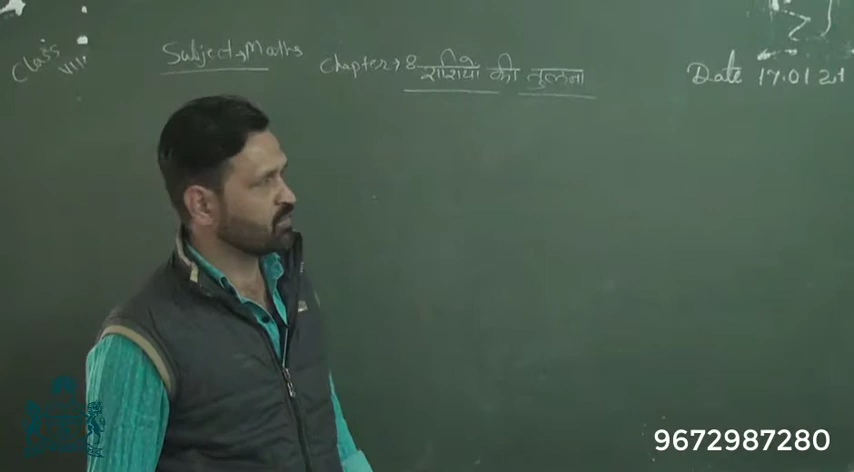 Class VIII Subject→Maths Chapter→8 राशियों की तुलना Date 17.01.21
9672987280